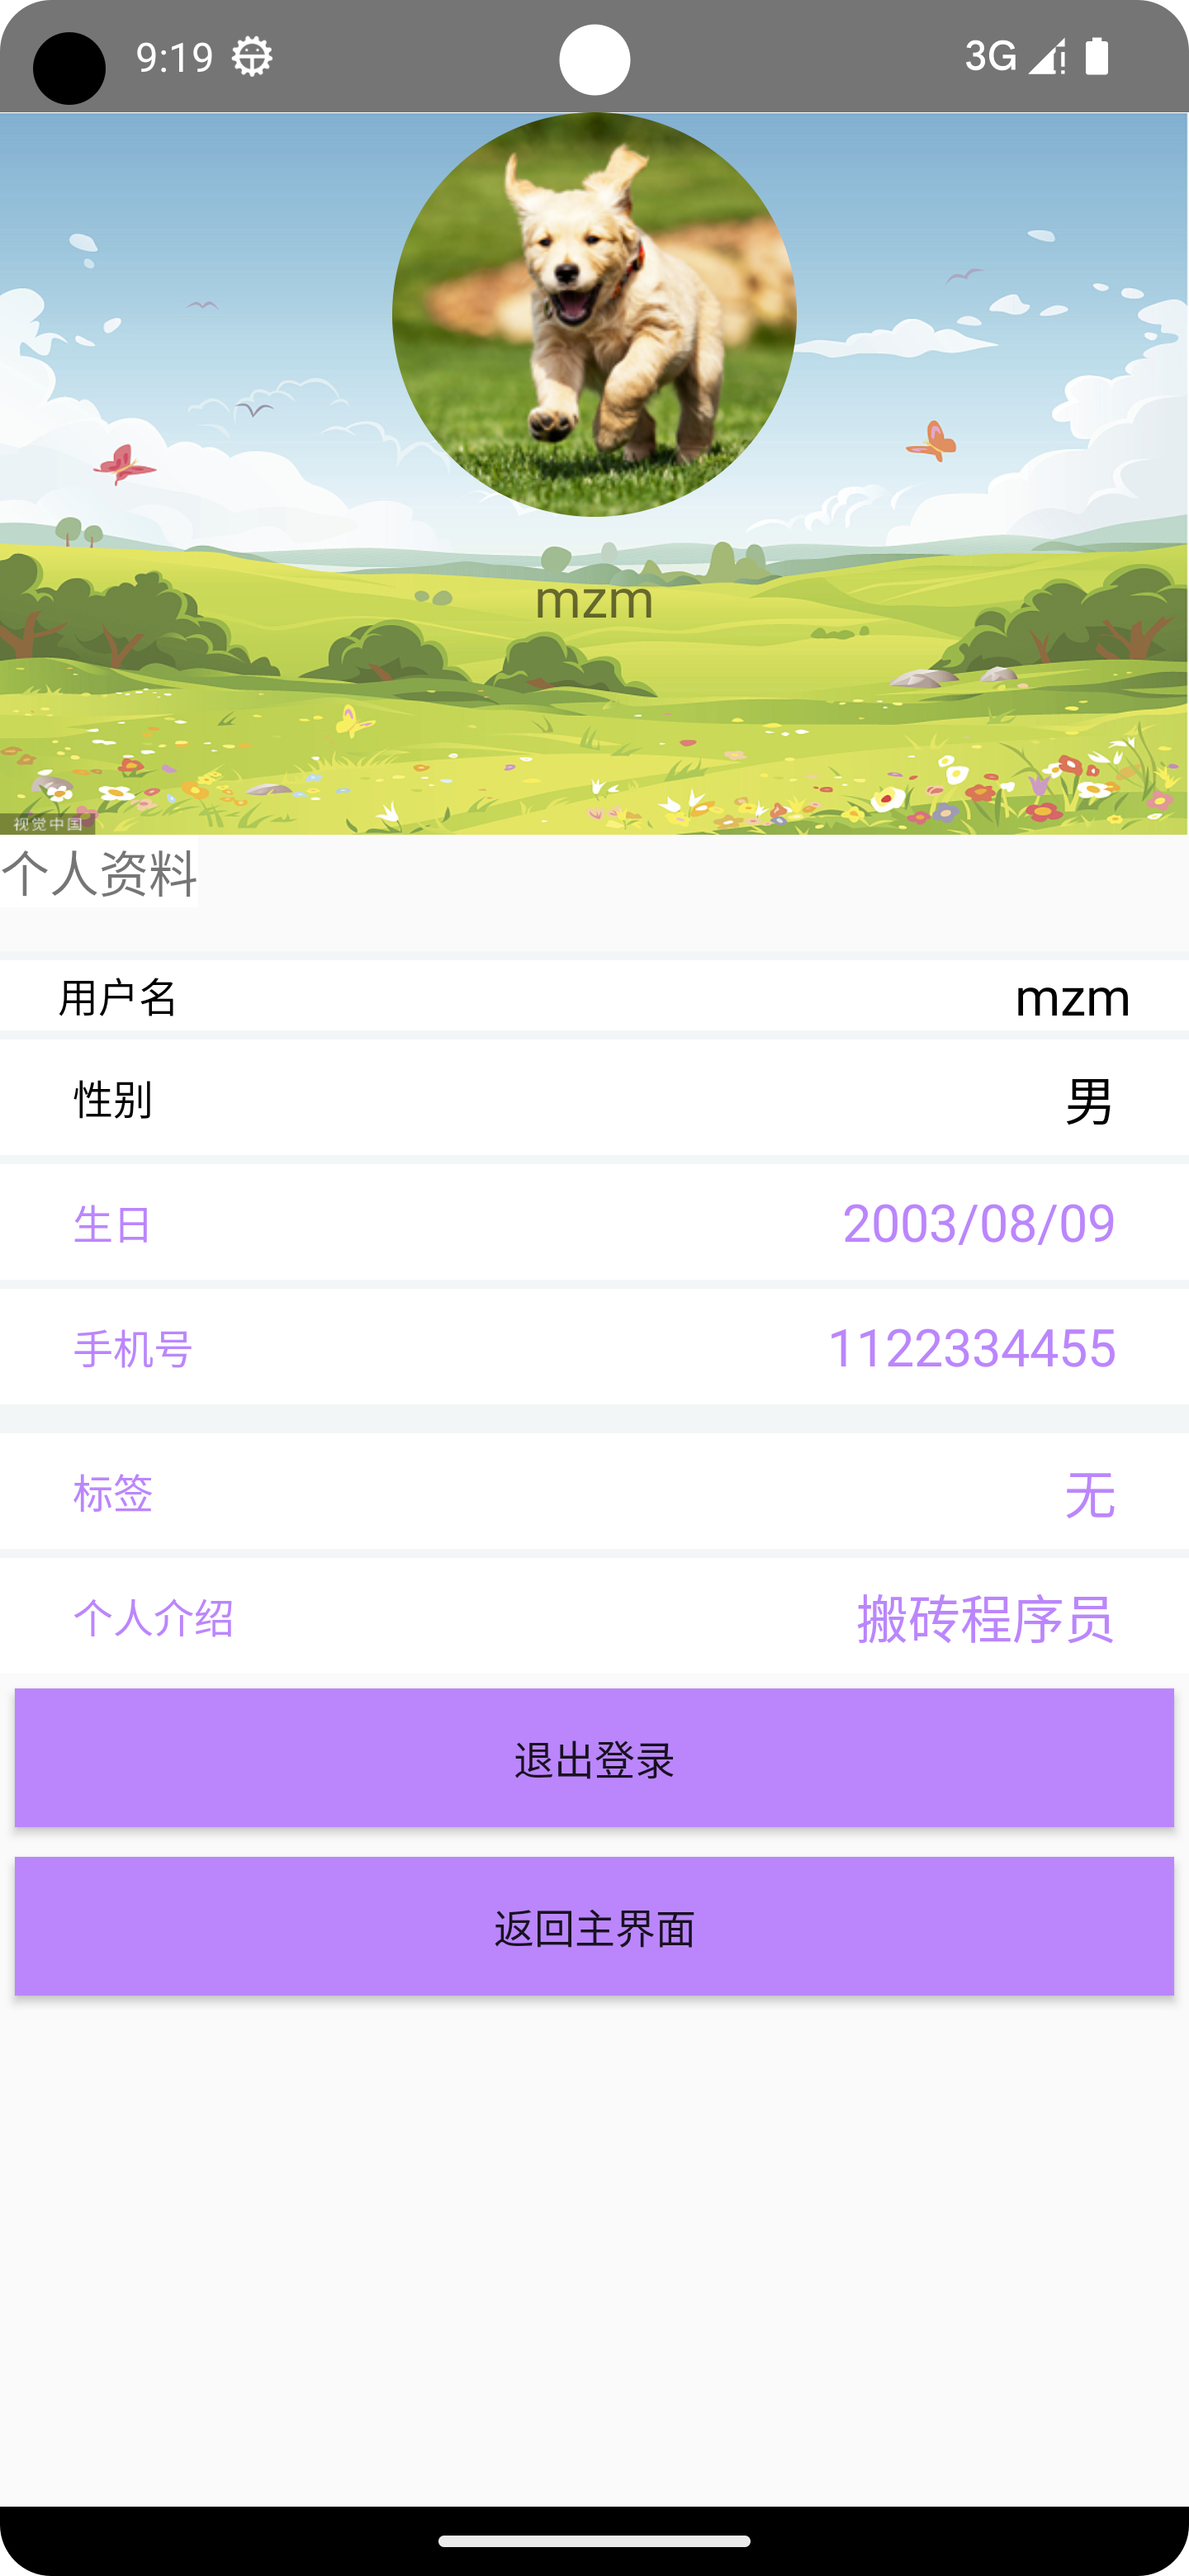 9:19
3G
mzm
视觉中国
个人资料
用户名 mzm
性别 男
生日 2003/08/09
手机号 1122334455
标签 无
个人介绍 搬砖程序员
退出登录
返回主界面